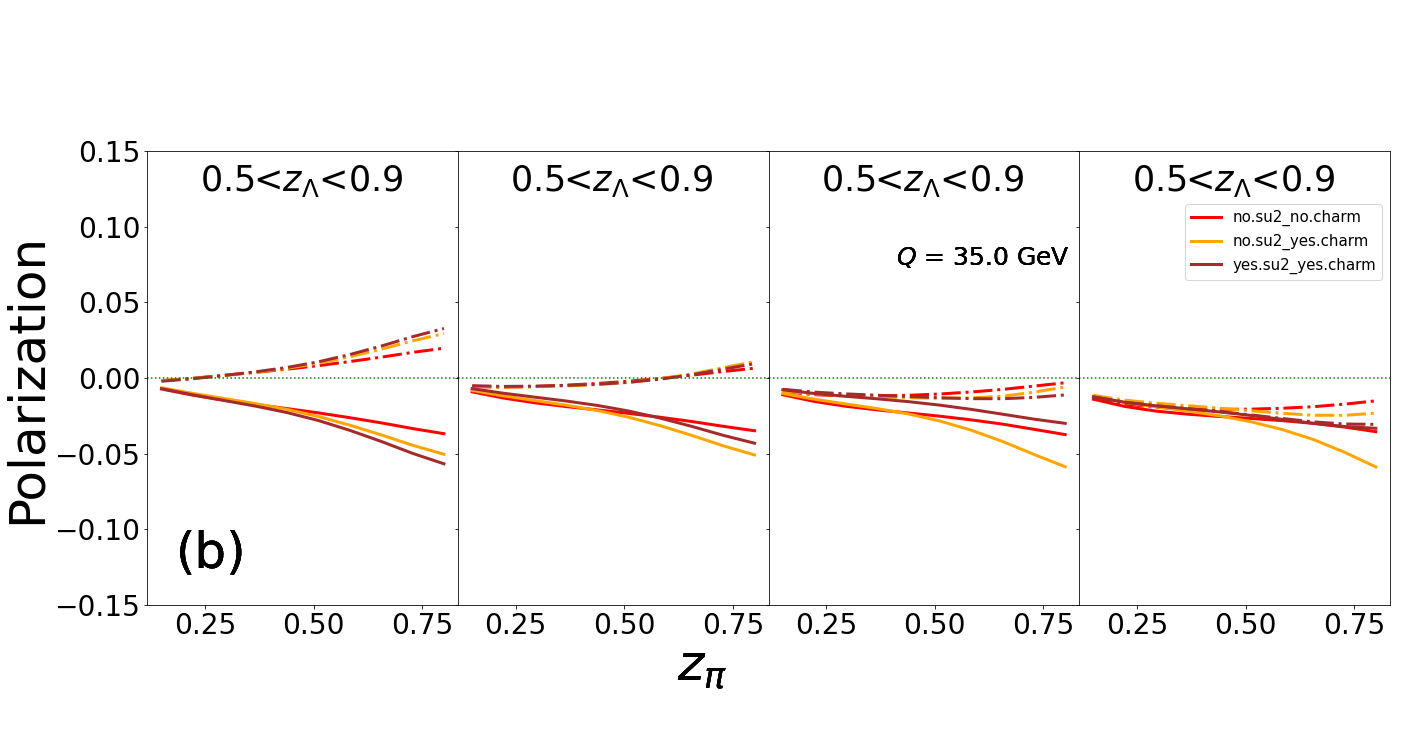 0.5<zΛ<0.9 0.5<zΛ<0.9 0.5<zΛ<0.9 0.5<zΛ<0.9
Q = 35.0 GeV
no.su2_no.charm
no.su2_yes.charm
yes.su2_yes.charm
Polarization
0.15
0.10
0.05
0.00
−0.05
−0.10
−0.15
(b)
0.25 0.50 0.75 0.25 0.50 0.75 0.25 0.50 0.75 0.25 0.50 0.75
zπ